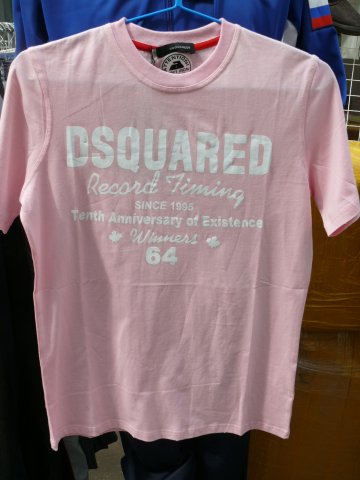 DSQUARED
Record Timing
SINCE 1995
Tenth Anniversary of Existence
Winners
64